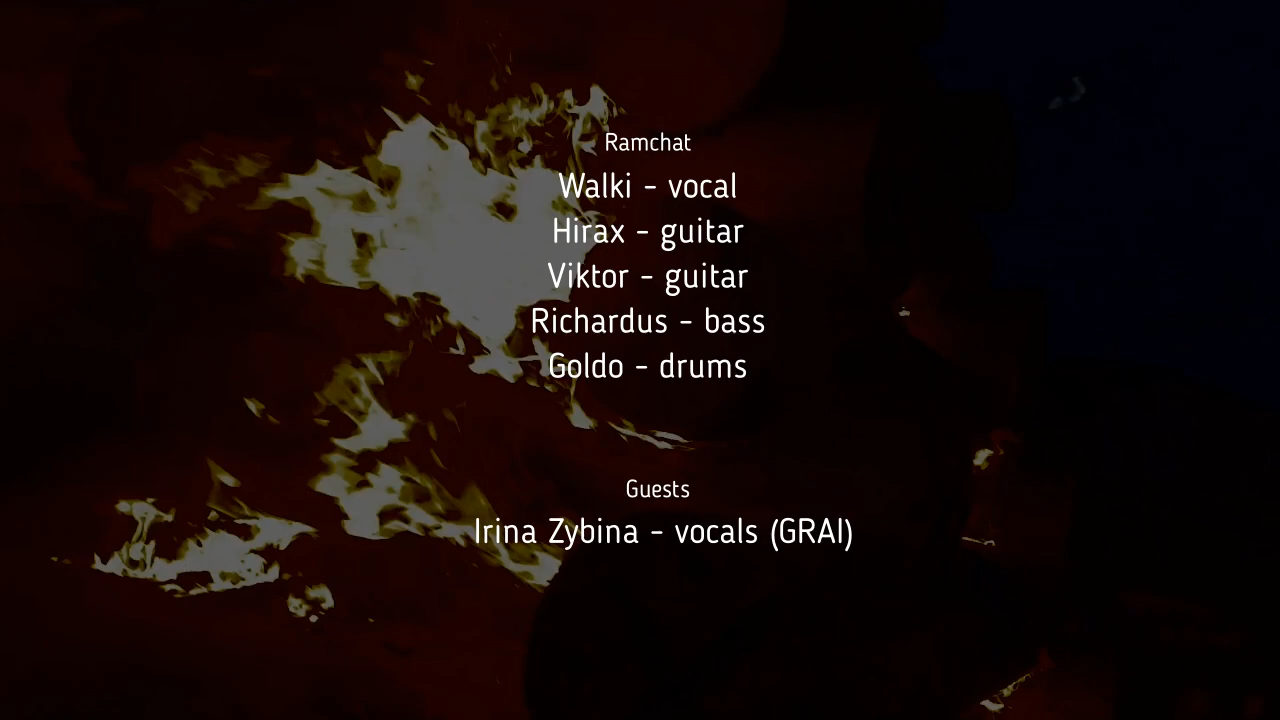 Ramchat
Walki - vocal
Hirax - guitar
Viktor - guitar
Richardus - bass
Goldo - drums
Guests
Irina Zybina - vocals (GRAI)